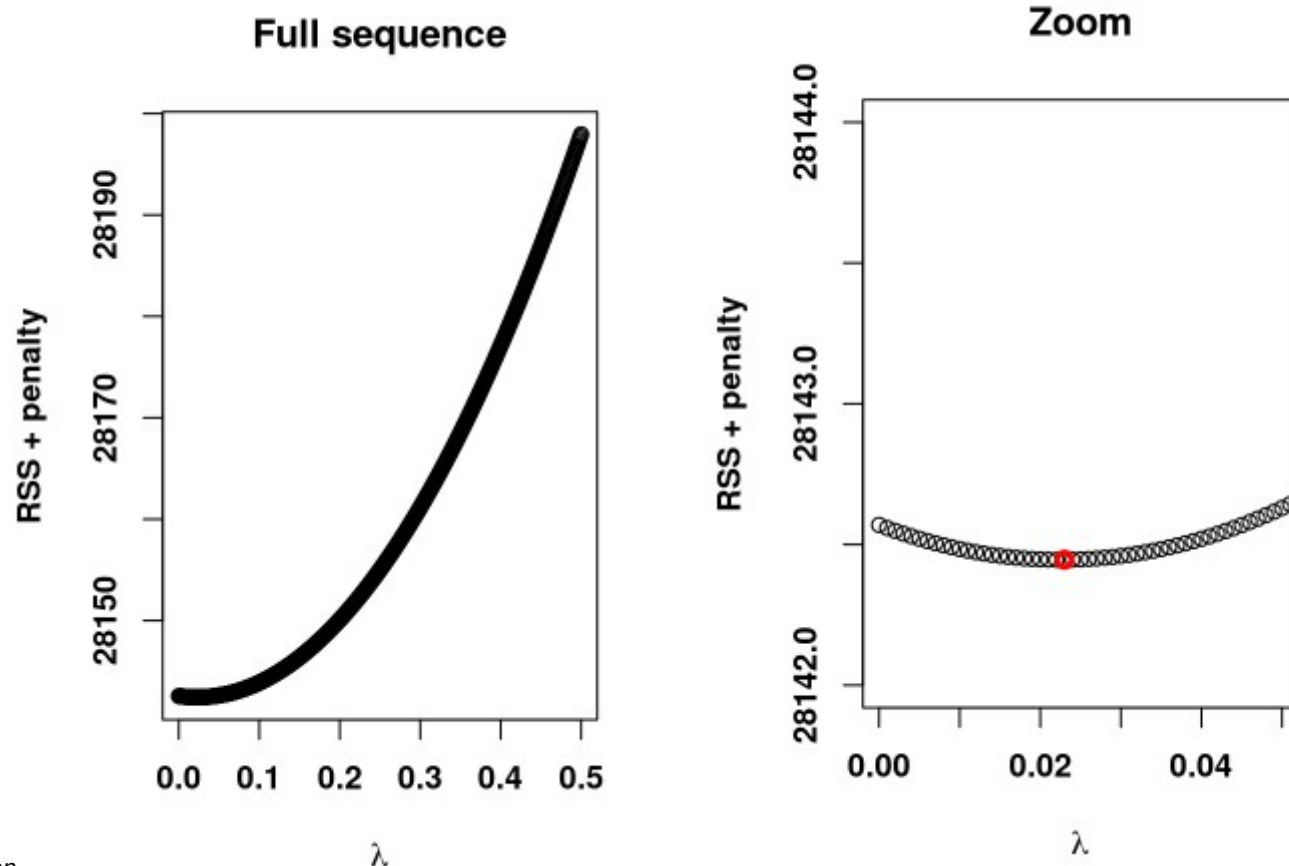 Full sequence
RSS + penalty
28190
28170
28150
0.0 0.1 0.2 0.3 0.4 0.5
λ
Zoom
RSS + penalty
28144.0
28143.0
28142.0
0.00 0.02 0.04
λ